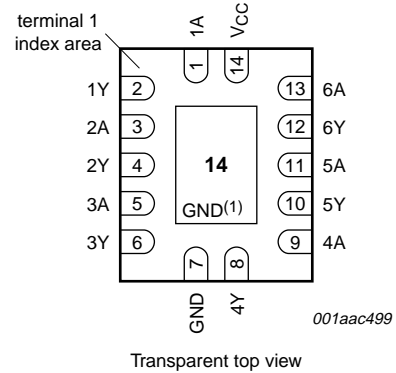 terminal 1
index area
1A
VCC
1
14
1Y 2 13 6A
2A 3 12 6Y
2Y 4 14 11 5A
3A 5 GND(1) 10 5Y
3Y 6 9 4A
7
8
GND
4Y
001aac499
Transparent top view